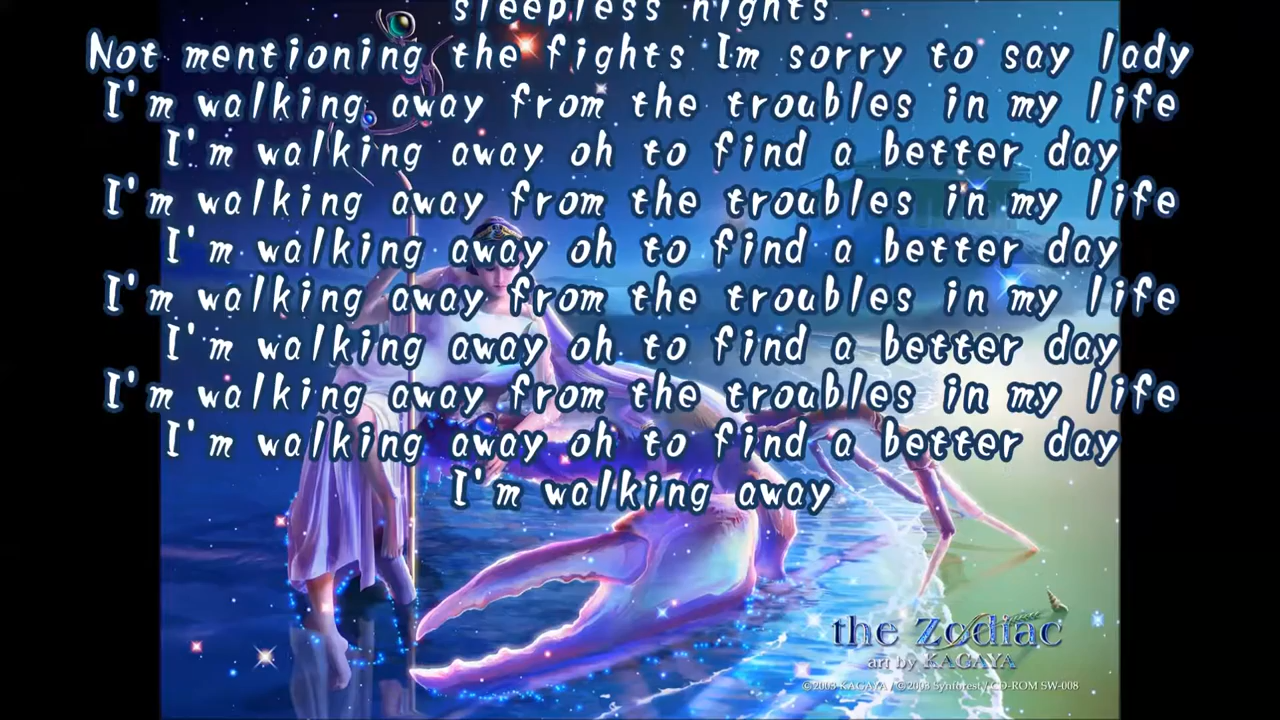 sleepless nights
Not mentioning the fights Im sorry to say lady
I'm walking away from the troubles in my life
I'm walking away oh to find a better day
I'm walking away from the troubles in my life
I'm walking away oh to find a better day
I'm walking away from the troubles in my life
I'm walking away oh to find a better day
I'm walking away from the troubles in my life
I'm walking away oh to find a better day
I'm walking away
the Zodiac
art by KAGAYA
©2003 KAGAYA / ©2003 Synforest / CD-ROM SW-008